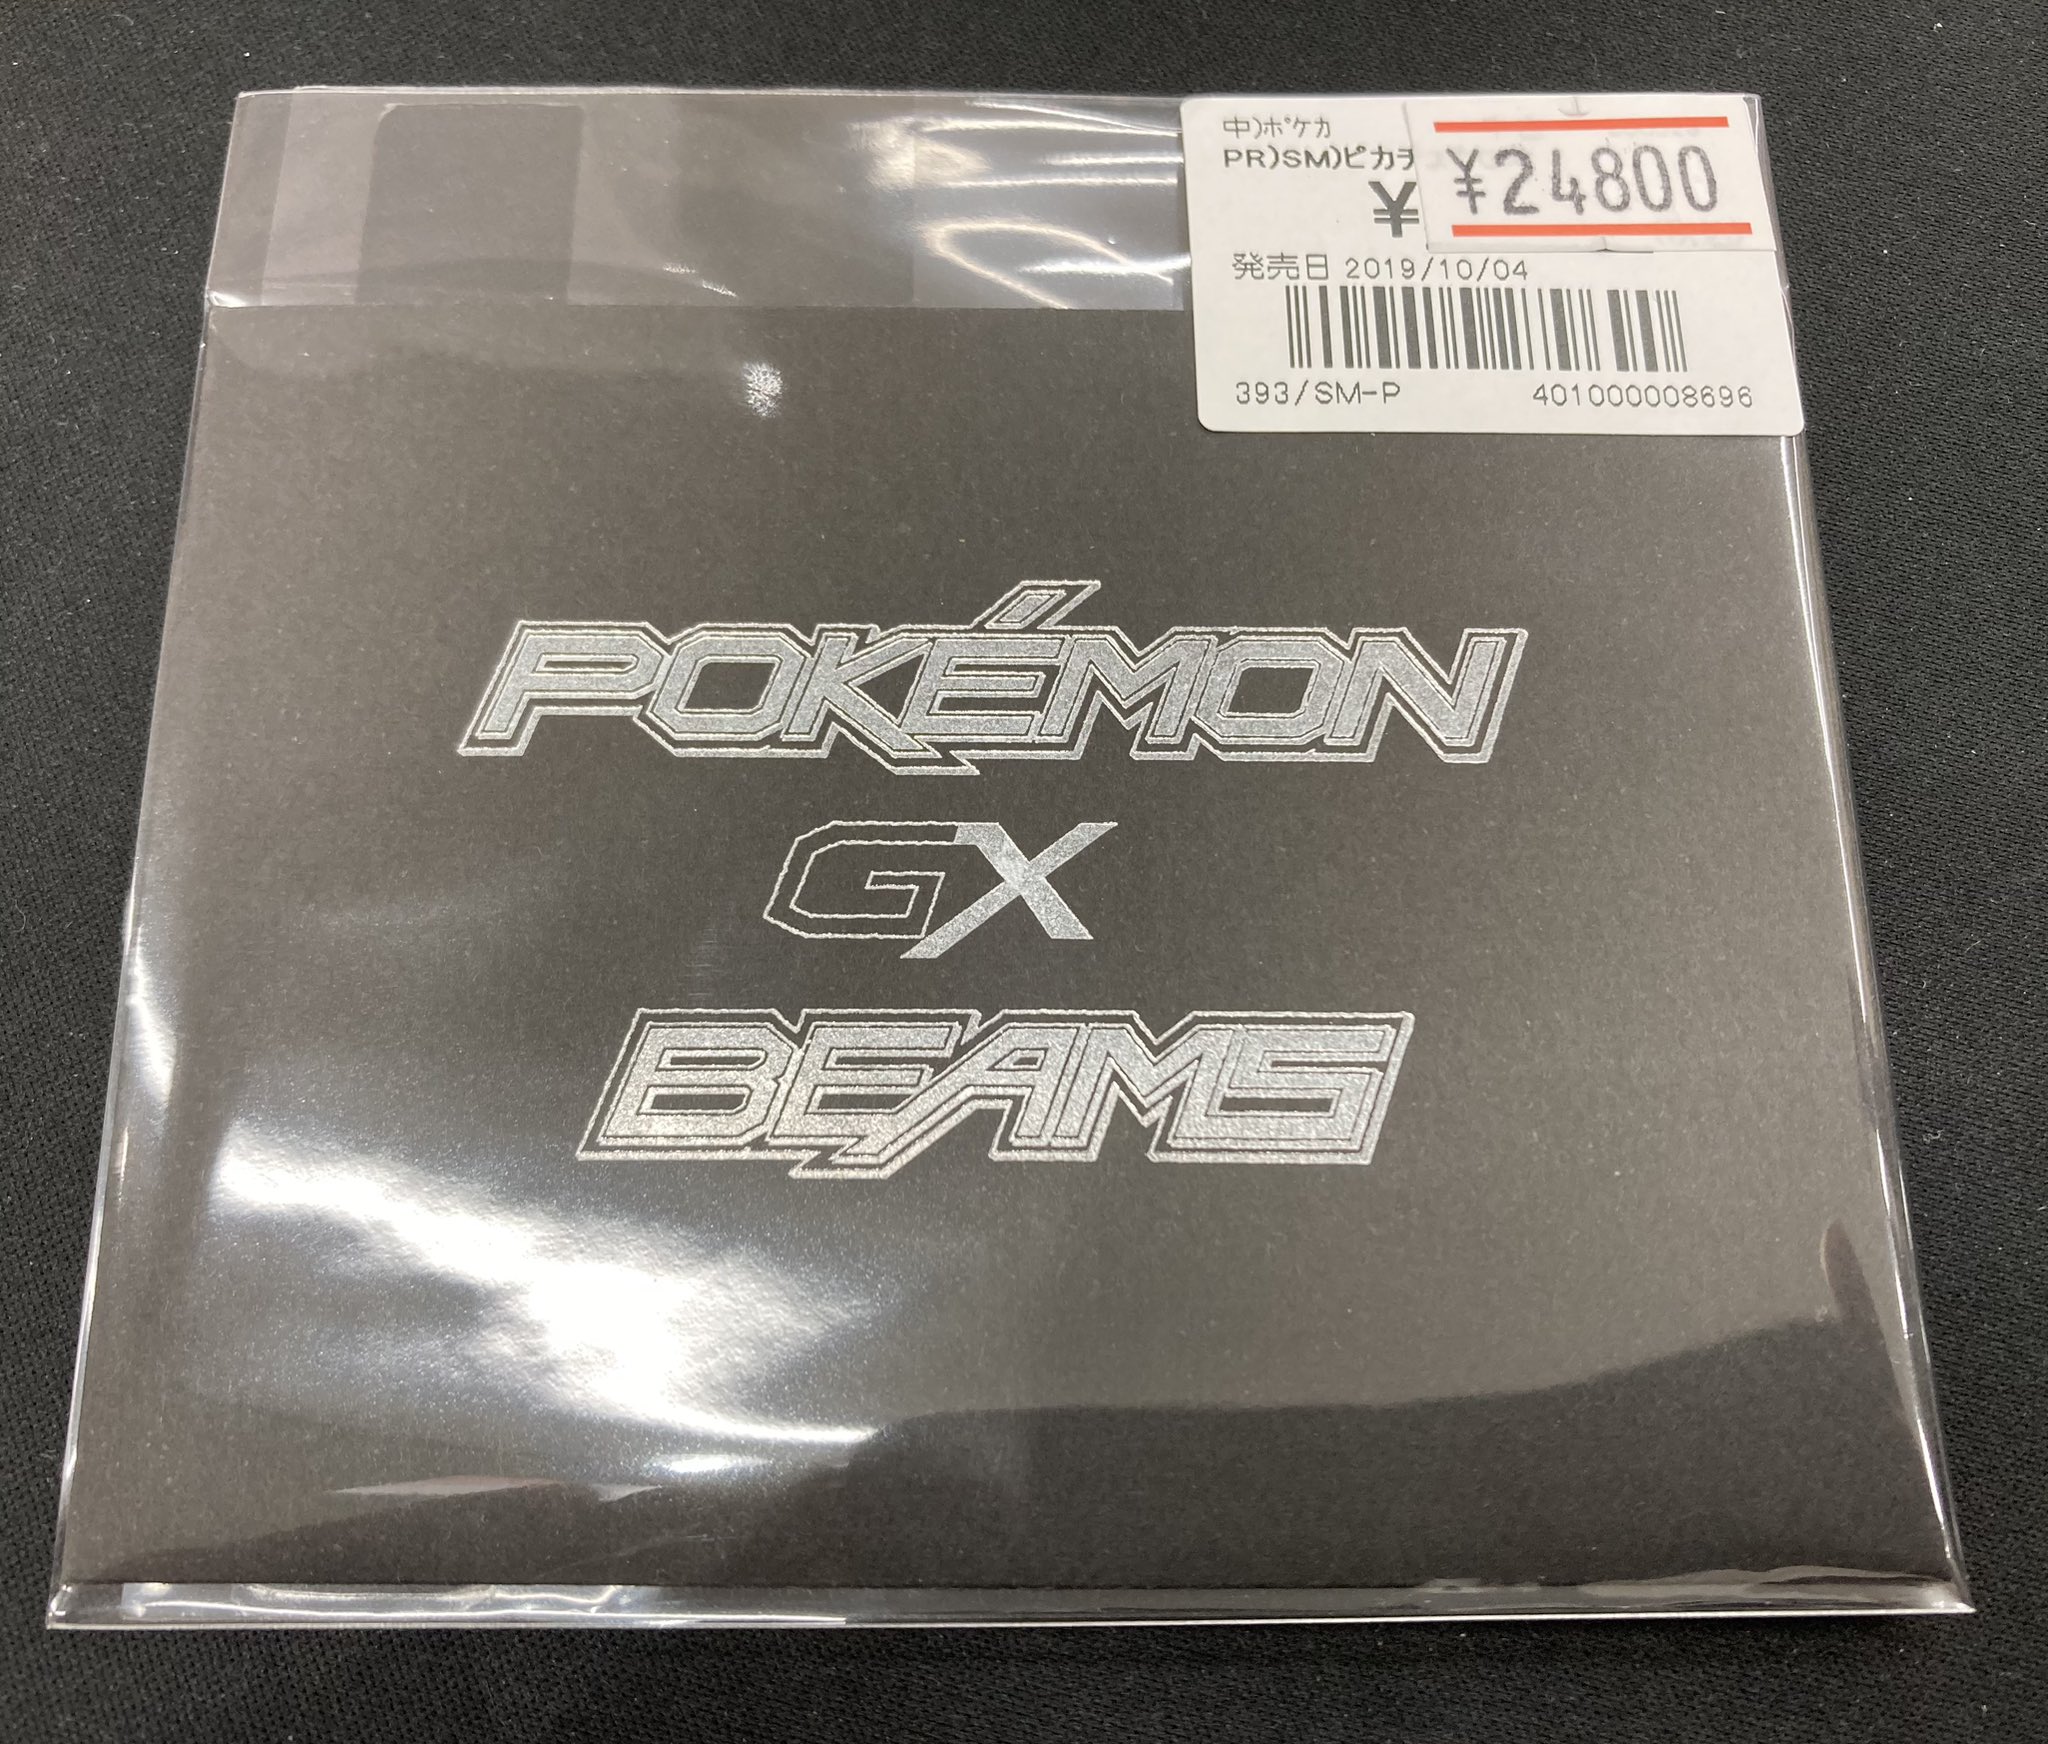 中)ﾎﾟｹｶ
PR)SM)ピカチ
¥24800
¥
発売日 2019/10/04
393/SM-P 401000008696
POKÉMON
GX
BEAMS